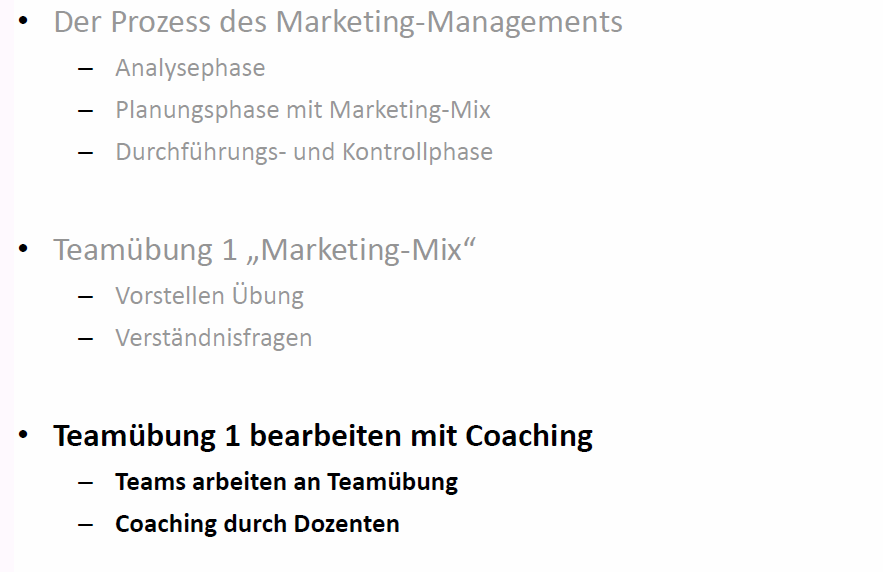 • Der Prozess des Marketing-Managements
– Analysephase
– Planungsphase mit Marketing-Mix
– Durchführungs- und Kontrollphase
• Teamübung 1 „Marketing-Mix“
– Vorstellen Übung
– Verständnisfragen
• Teamübung 1 bearbeiten mit Coaching
– Teams arbeiten an Teamübung
– Coaching durch Dozenten